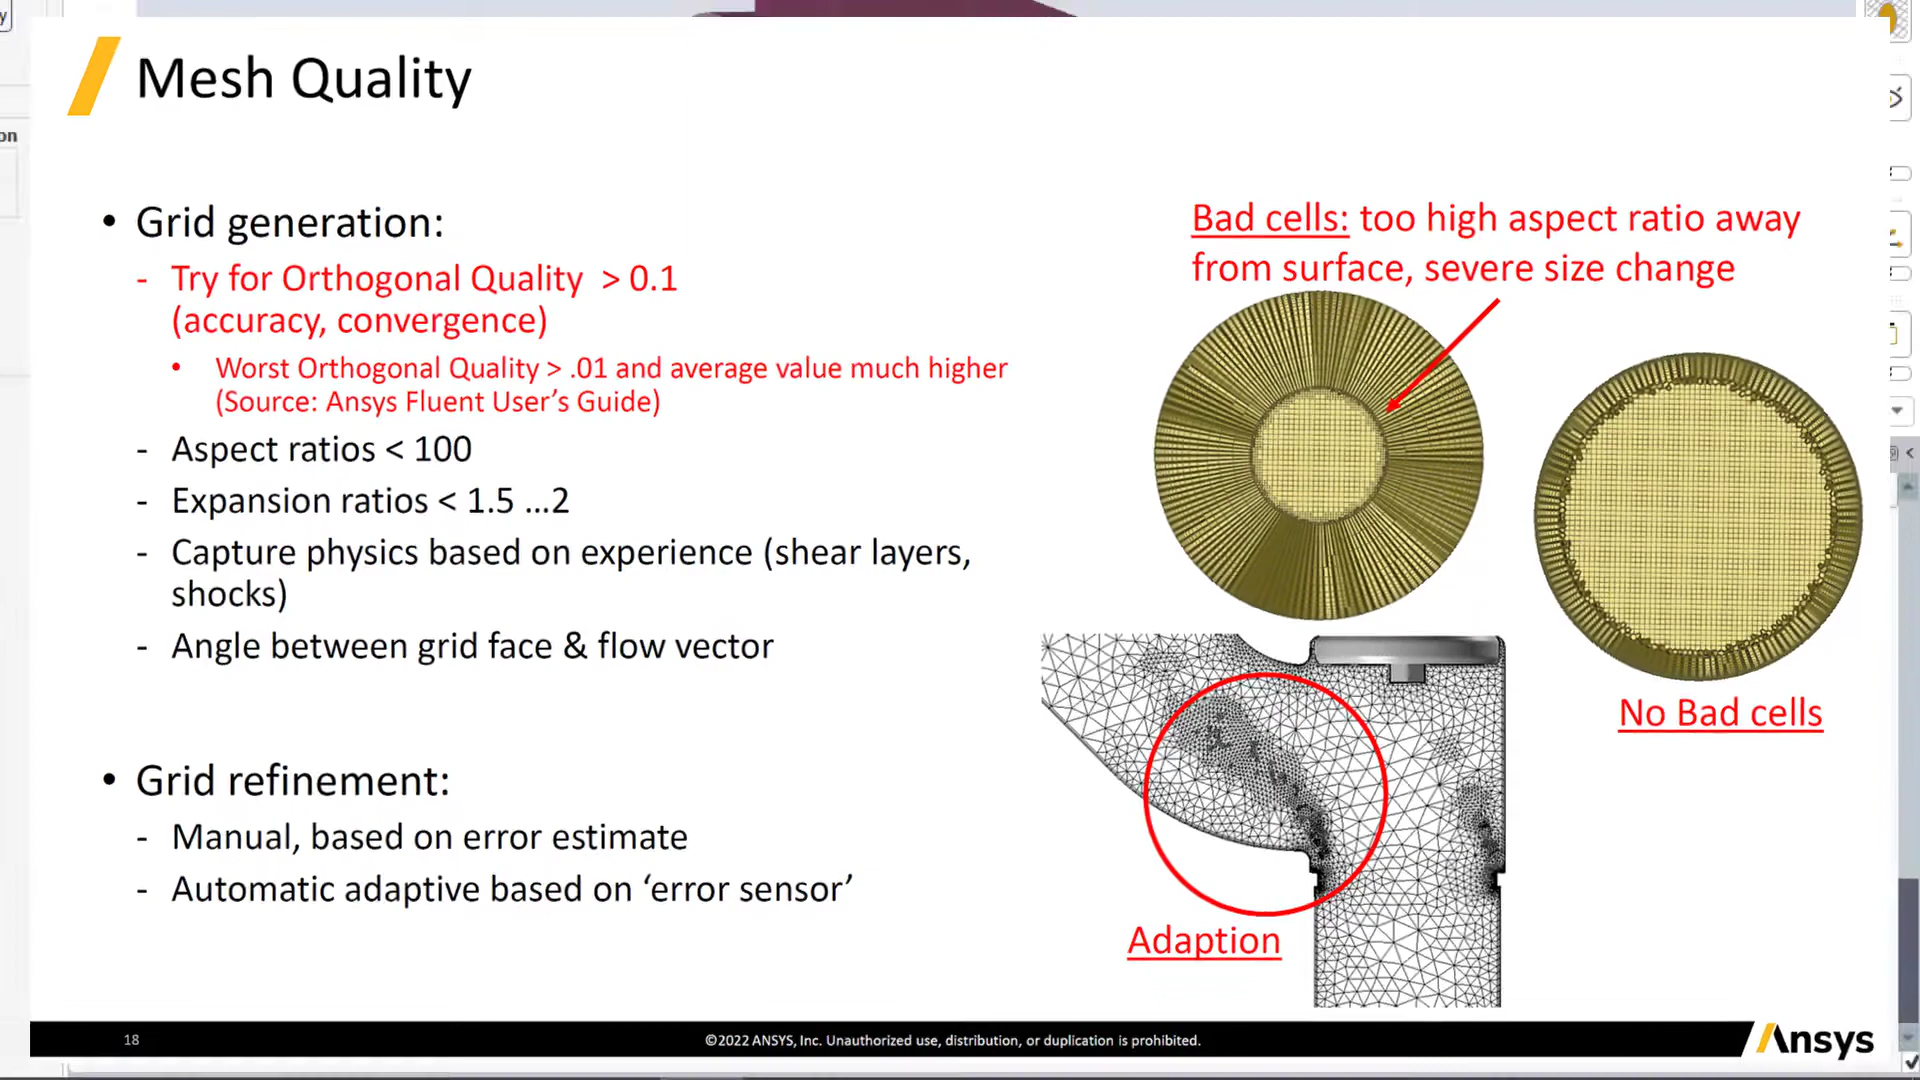 Mesh Quality
• Grid generation:
- Try for Orthogonal Quality > 0.1
(accuracy, convergence)
• Worst Orthogonal Quality > .01 and average value much higher
(Source: Ansys Fluent User’s Guide)
- Aspect ratios < 100
- Expansion ratios < 1.5 ...2
- Capture physics based on experience (shear layers,
shocks)
- Angle between grid face & flow vector
• Grid refinement:
- Manual, based on error estimate
- Automatic adaptive based on ‘error sensor’
Bad cells: too high aspect ratio away
from surface, severe size change
No Bad cells
Adaption
18
©2022 ANSYS, Inc. Unauthorized use, distribution, or duplication is prohibited.
Ansys
y
on